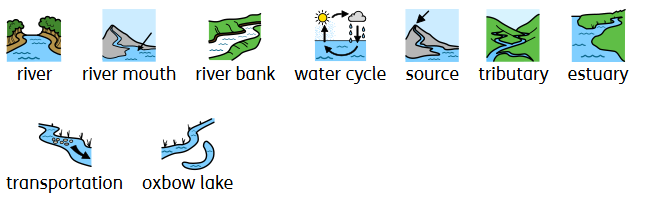 river river mouth river bank water cycle source tributary estuary
transportation oxbow lake